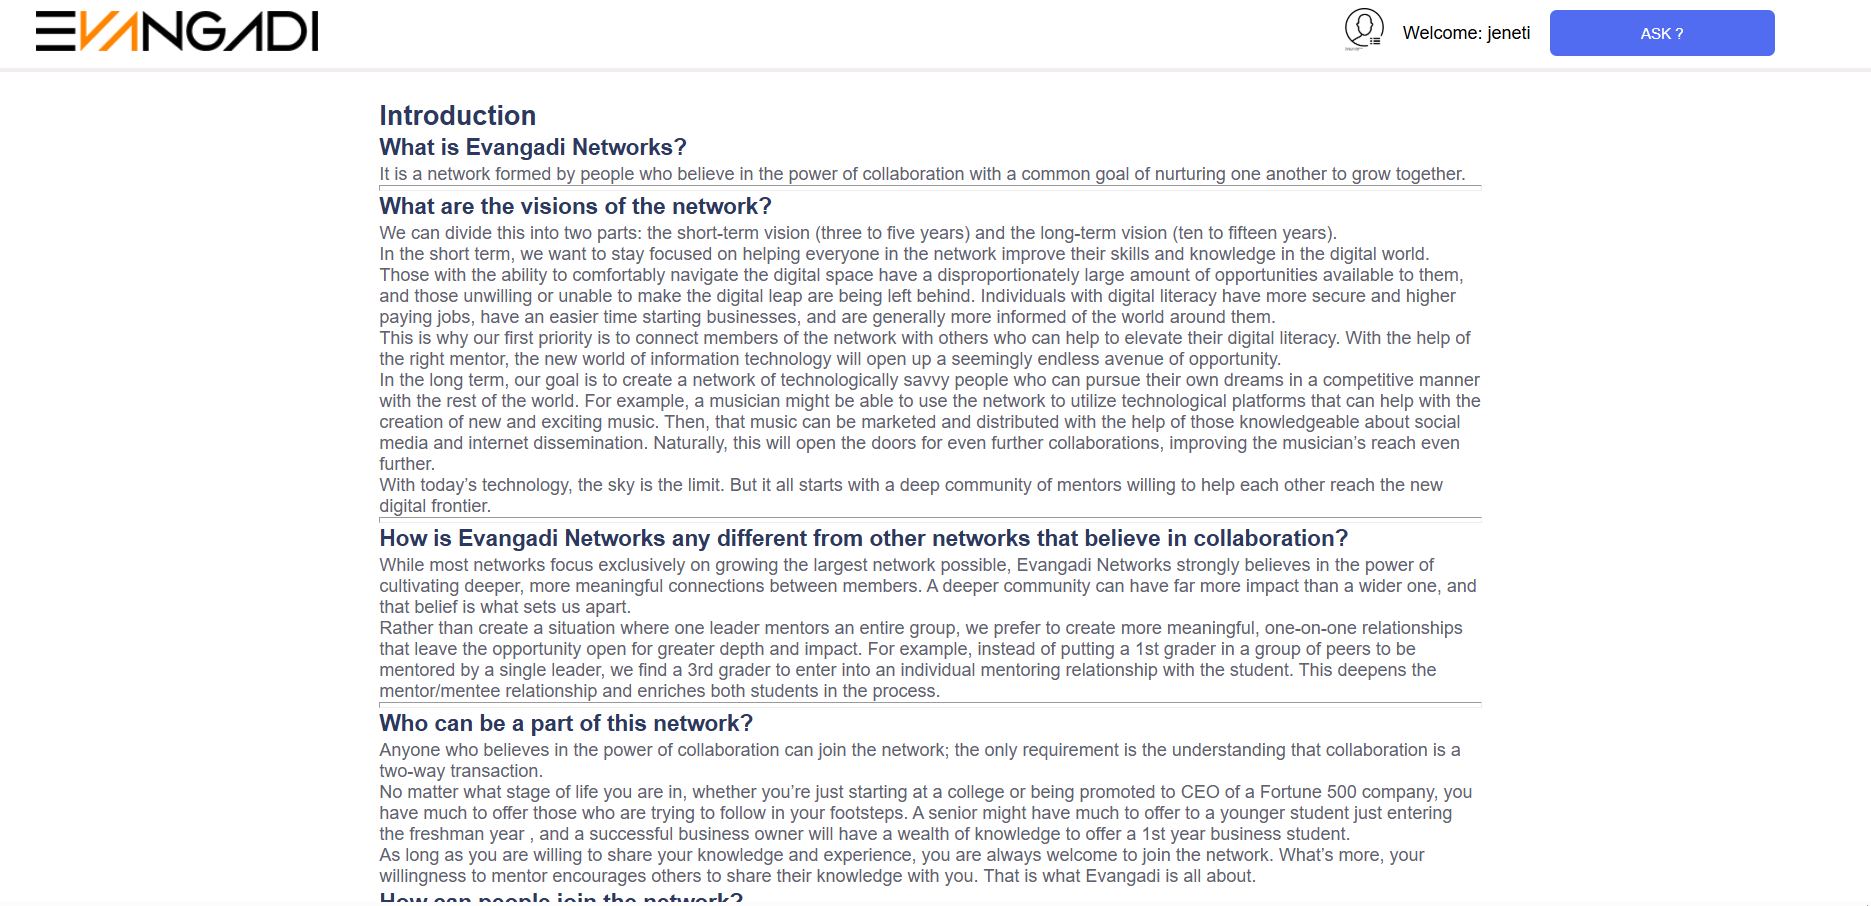 EVANGADI
Welcome: jeneti
ASK ?
Introduction
What is Evangadi Networks?
It is a network formed by people who believe in the power of collaboration with a common goal of nurturing one another to grow together.
What are the visions of the network?
We can divide this into two parts: the short-term vision (three to five years) and the long-term vision (ten to fifteen years).
In the short term, we want to stay focused on helping everyone in the network improve their skills and knowledge in the digital world.
Those with the ability to comfortably navigate the digital space have a disproportionately large amount of opportunities available to them,
and those unwilling or unable to make the digital leap are being left behind. Individuals with digital literacy have more secure and higher
paying jobs, have an easier time starting businesses, and are generally more informed of the world around them.
This is why our first priority is to connect members of the network with others who can help to elevate their digital literacy. With the help of
the right mentor, the new world of information technology will open up a seemingly endless avenue of opportunity.
In the long term, our goal is to create a network of technologically savvy people who can pursue their own dreams in a competitive manner
with the rest of the world. For example, a musician might be able to use the network to utilize technological platforms that can help with the
creation of new and exciting music. Then, that music can be marketed and distributed with the help of those knowledgeable about social
media and internet dissemination. Naturally, this will open the doors for even further collaborations, improving the musician’s reach even
further.
With today’s technology, the sky is the limit. But it all starts with a deep community of mentors willing to help each other reach the new
digital frontier.
How is Evangadi Networks any different from other networks that believe in collaboration?
While most networks focus exclusively on growing the largest network possible, Evangadi Networks strongly believes in the power of
cultivating deeper, more meaningful connections between members. A deeper community can have far more impact than a wider one, and
that belief is what sets us apart.
Rather than create a situation where one leader mentors an entire group, we prefer to create more meaningful, one-on-one relationships
that leave the opportunity open for greater depth and impact. For example, instead of putting a 1st grader in a group of peers to be
mentored by a single leader, we find a 3rd grader to enter into an individual mentoring relationship with the student. This deepens the
mentor/mentee relationship and enriches both students in the process.
Who can be a part of this network?
Anyone who believes in the power of collaboration can join the network; the only requirement is the understanding that collaboration is a
two-way transaction.
No matter what stage of life you are in, whether you’re just starting at a college or being promoted to CEO of a Fortune 500 company, you
have much to offer those who are trying to follow in your footsteps. A senior might have much to offer to a younger student just entering
the freshman year , and a successful business owner will have a wealth of knowledge to offer a 1st year business student.
As long as you are willing to share your knowledge and experience, you are always welcome to join the network. What’s more, your
willingness to mentor encourages others to share their knowledge with you. That is what Evangadi is all about.
How can people join the network?